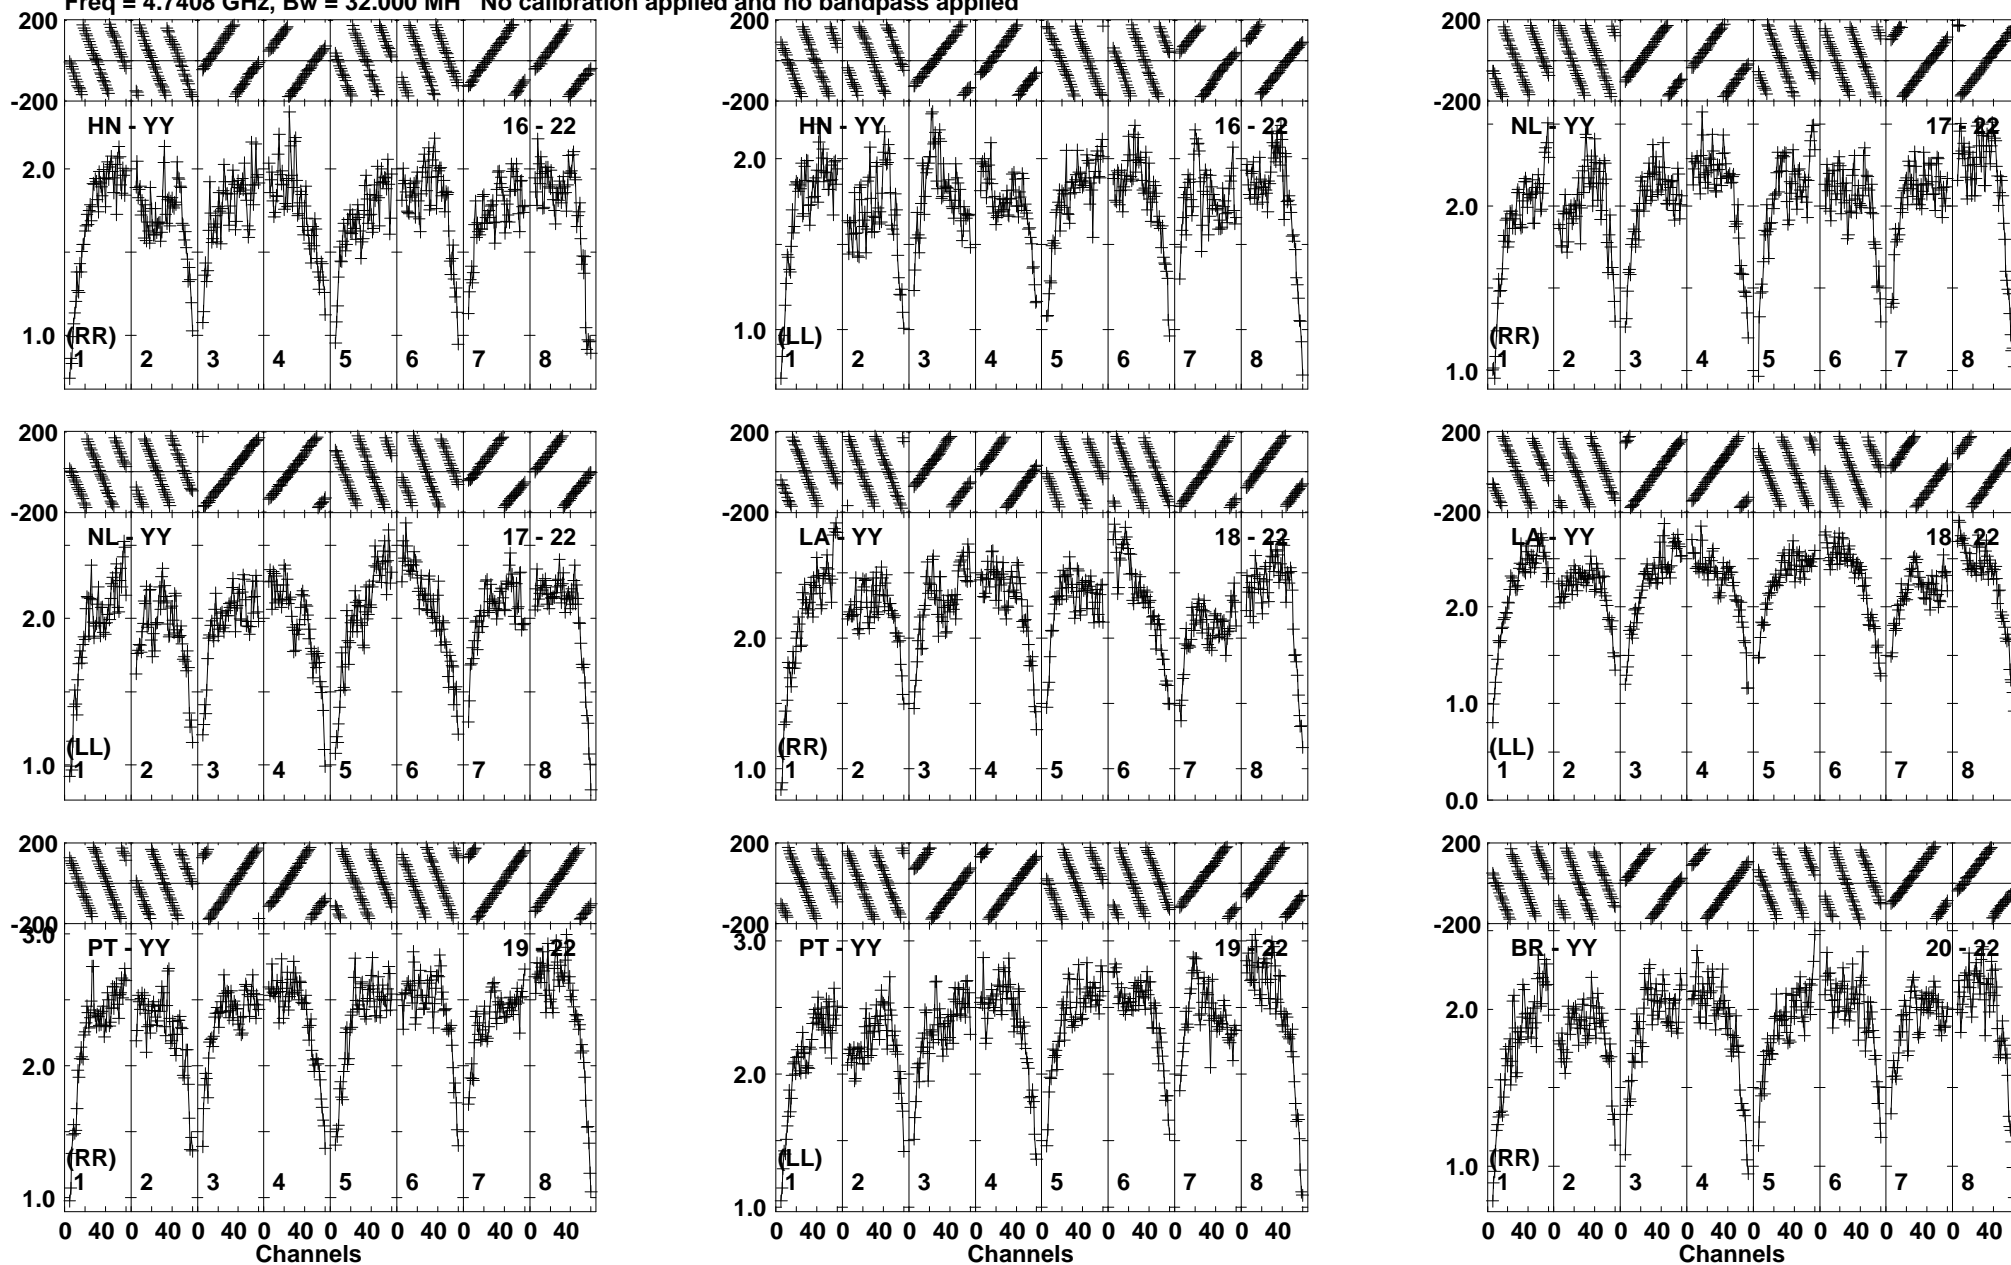 Freq = 4.7408 GHz, Bw = 32.000 MH No calibration applied and no bandpass applied
200 200 200
-200 -200 -200
HN - YY 16 - 22 HN - YY 16 - 22 NL - YY 17 - 22
2.0 2.0 2.0
1.0 (RR) 1.0 (LL) 1.0 (RR)
1 2 3 4 5 6 7 8 1 2 3 4 5 6 7 8 1 2 3 4 5 6 7 8
200 200 200
-200 -200 -200
NL - YY 17 - 22 LA - YY 18 - 22 LA - YY 18 - 22
2.0 2.0 2.0
1.0 (LL) 1.0 (RR) 1.0 (LL)
1 2 3 4 5 6 7 8 1 2 3 4 5 6 7 8 1 2 3 4 5 6 7 8
0.0
200 200 200
-200 -200 -200
3.0 PT - YY 19 - 22 3.0 PT - YY 19 - 22 BR - YY 20 - 22
2.0 2.0 2.0
(RR) (LL) 1.0 (RR)
1.0 1 2 3 4 5 6 7 8 1.0 1 2 3 4 5 6 7 8 1 2 3 4 5 6 7 8
0 40 0 40 0 40 0 40 0 40 0 40 0 40 0 40 0 40 0 40 0 40 0 40 0 40 0 40 0 40 0 40 0 40 0 40 0 40 0 40 0 40 0 40 0 40 0 40
Channels Channels Channels